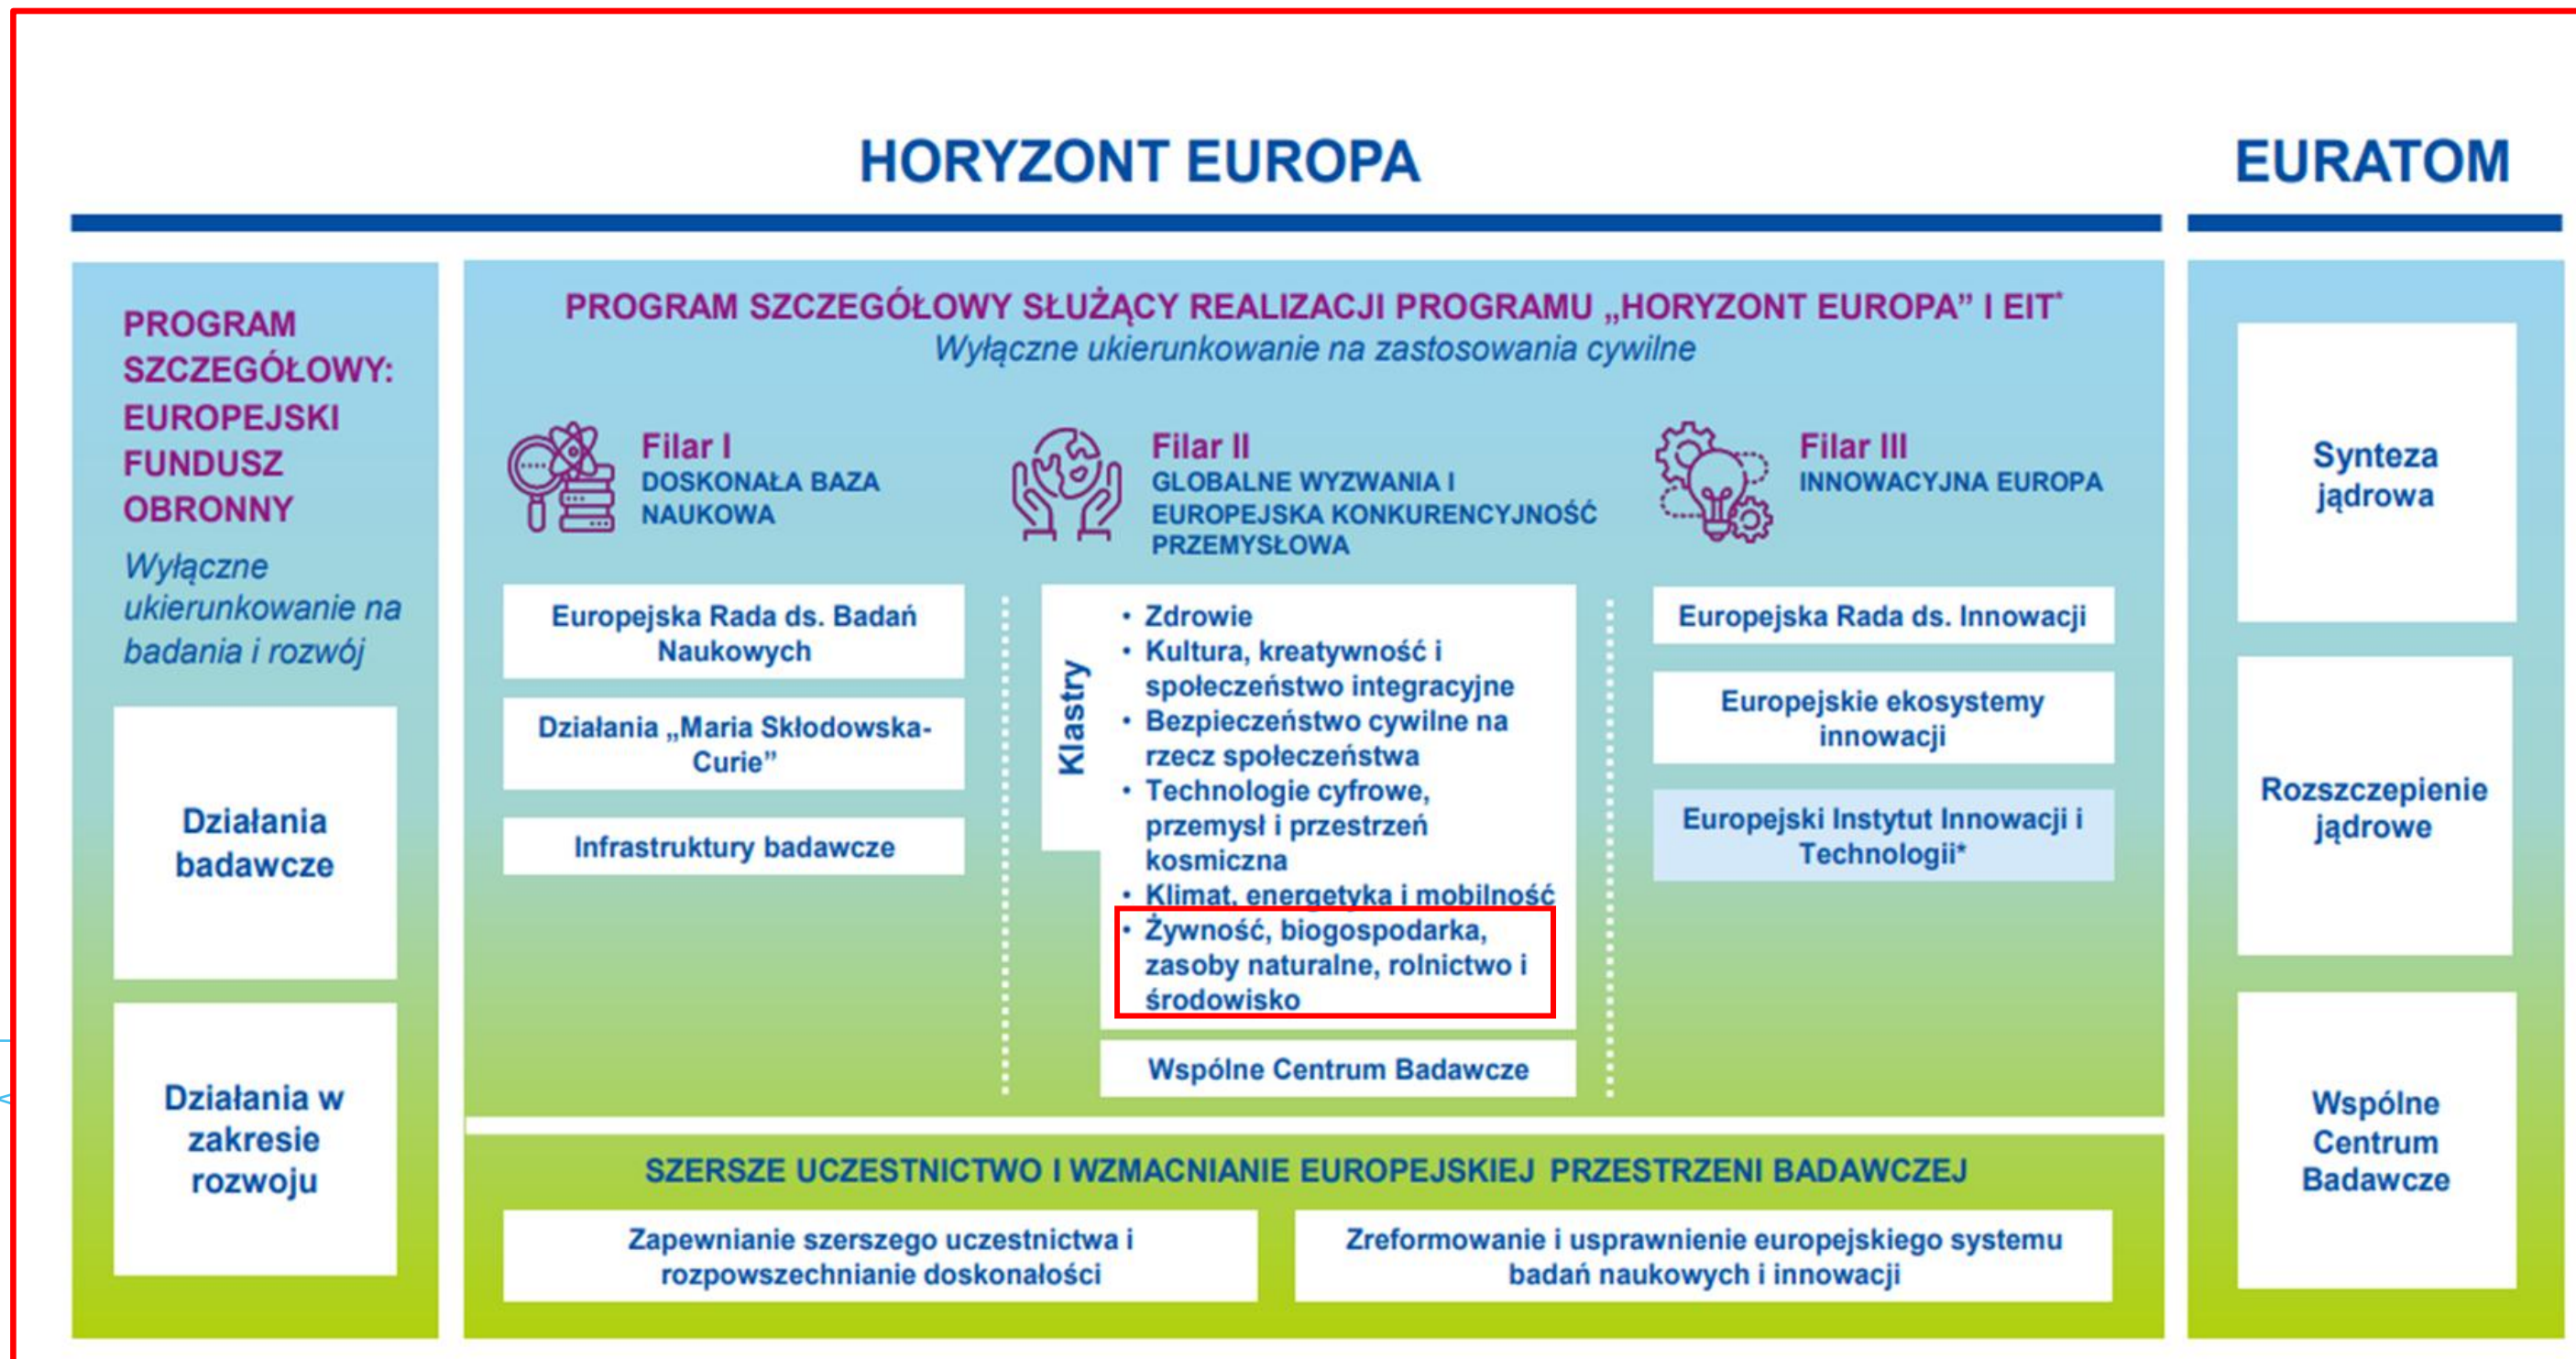 HORYZONT EUROPA
EURATOM
PROGRAM
SZCZEGÓŁOWY:
EUROPEJSKI
FUNDUSZ
OBRONNY
Wyłączne
ukierunkowanie na
badania i rozwój
Działania
badawcze
Działania w
zakresie
rozwoju
PROGRAM SZCZEGÓŁOWY SŁUŻĄCY REALIZACJI PROGRAMU „HORYZONT EUROPA” I EIT*
Wyłączne ukierunkowanie na zastosowania cywilne
Filar I
DOSKONAŁA BAZA
NAUKOWA
Europejska Rada ds. Badań
Naukowych
Działania „Maria Skłodowska-
Curie”
Infrastruktury badawcze
Filar II
GLOBALNE WYZWANIA I
EUROPEJSKA KONKURENCYJNOŚĆ
PRZEMYSŁOWA
Klastry
• Zdrowie
• Kultura, kreatywność i
społeczeństwo integracyjne
• Bezpieczeństwo cywilne na
rzecz społeczeństwa
• Technologie cyfrowe,
przemysł i przestrzeń
kosmiczna
• Klimat, energetyka i mobilność
• Żywność, biogospodarka,
zasoby naturalne, rolnictwo i
środowisko
Wspólne Centrum Badawcze
Filar III
INNOWACYJNA EUROPA
Europejska Rada ds. Innowacji
Europejskie ekosystemy
innowacji
Europejski Instytut Innowacji i
Technologii*
SZERSZE UCZESTNICTWO I WZMACNIANIE EUROPEJSKIEJ PRZESTRZENI BADAWCZEJ
Zapewnianie szerszego uczestnictwa i
rozpowszechnianie doskonałości
Zreformowanie i usprawnienie europejskiego systemu
badań naukowych i innowacji
Synteza
jądrowa
Rozszczepienie
jądrowe
Wspólne
Centrum
Badawcze